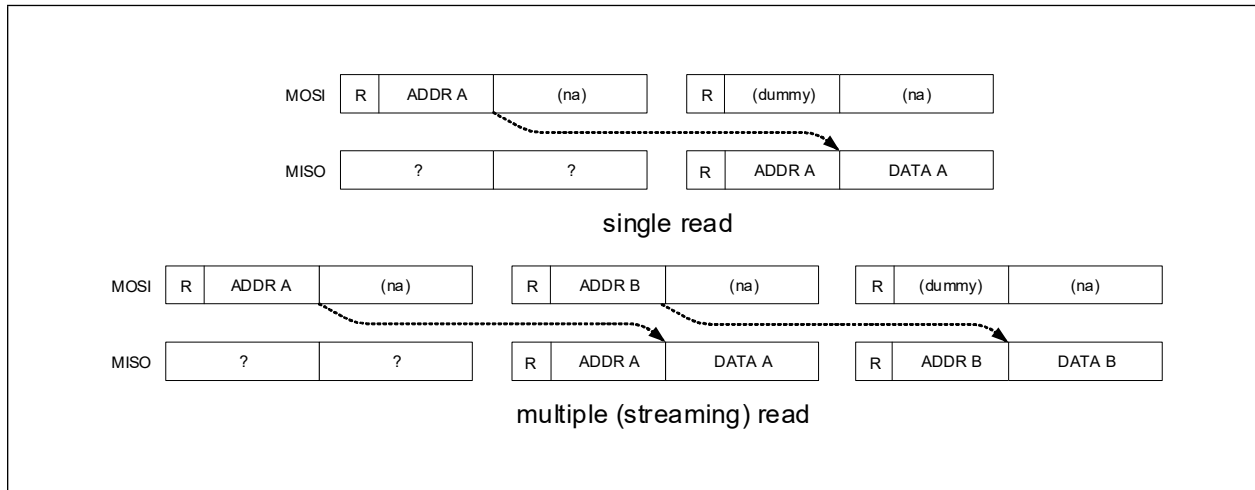 MOSI R ADDR A (na) R (dummy) (na)
MISO ? ? R ADDR A DATA A
single read
MOSI R ADDR A (na) R ADDR B (na) R (dummy) (na)
MISO ? ? R ADDR A DATA A R ADDR B DATA B
multiple (streaming) read